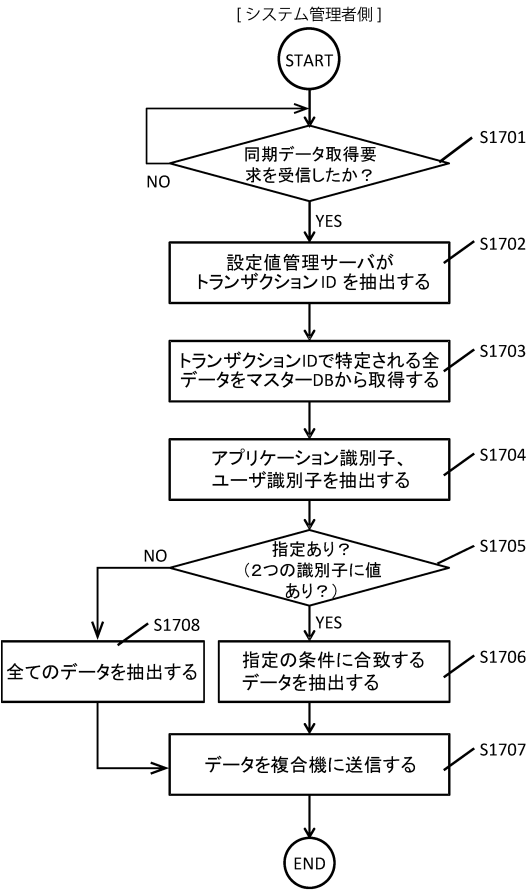 [ システム管理者側 ]
START
同期データ取得要
求を受信したか？
S1701
NO
YES
設定値管理サーバが
トランザクションID を抽出する
S1702
トランザクションIDで特定される全
データをマスターDBから取得する
S1703
アプリケーション識別子、
ユーザ識別子を抽出する
S1704
指定あり？
（２つの識別子に値
あり？）
S1705
NO
YES
S1708
全てのデータを抽出する
指定の条件に合致する
データを抽出する
S1706
データを複合機に送信する
S1707
END